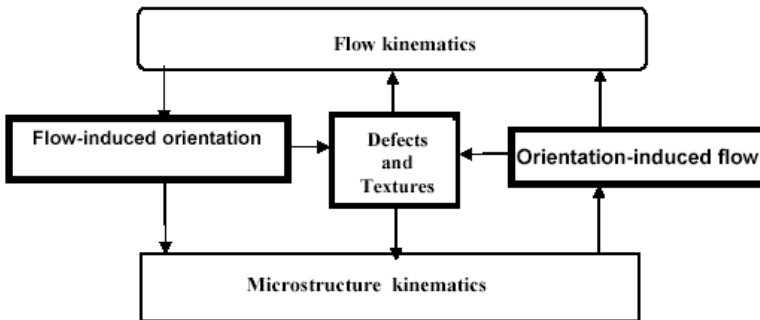 Flow kinematics
Flow-induced orientation
Defects
and
Textures
Orientation-induced flow
Microstructure kinematics